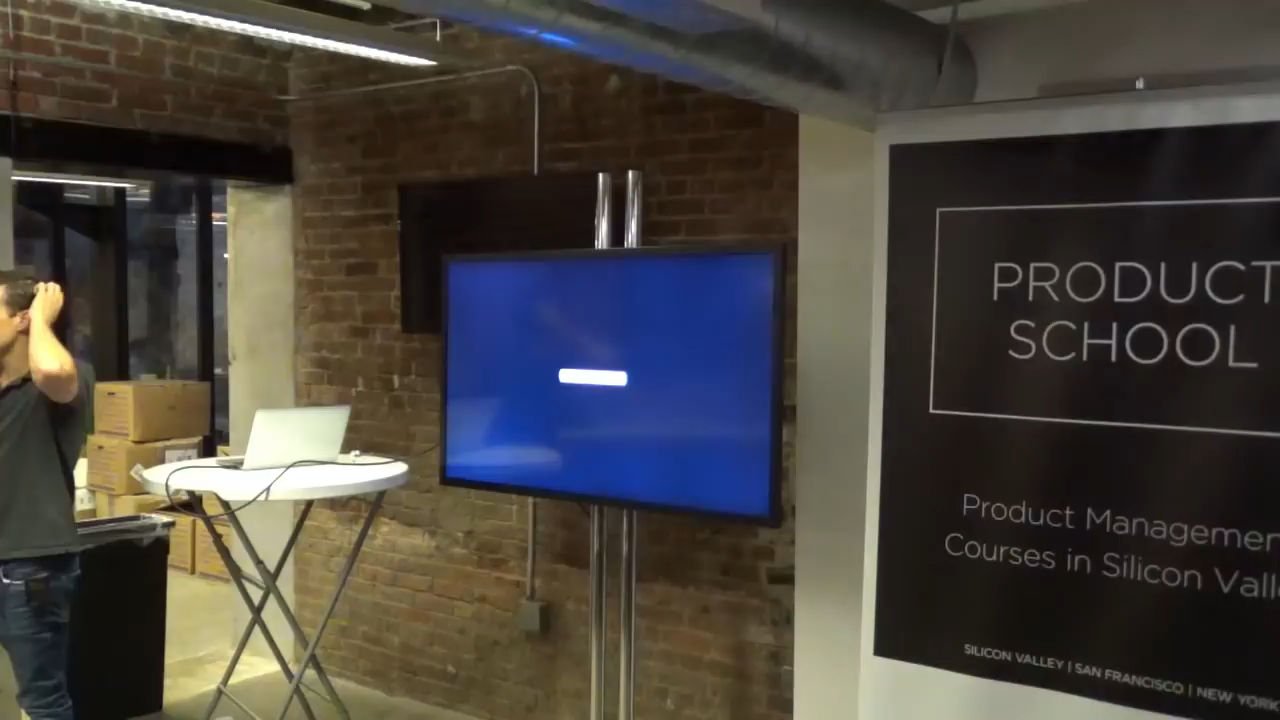 PRODUCT
SCHOOL
Product Managemen
Courses in Silicon Vall
SILICON VALLEY | SAN FRANCISCO | NEW YORK